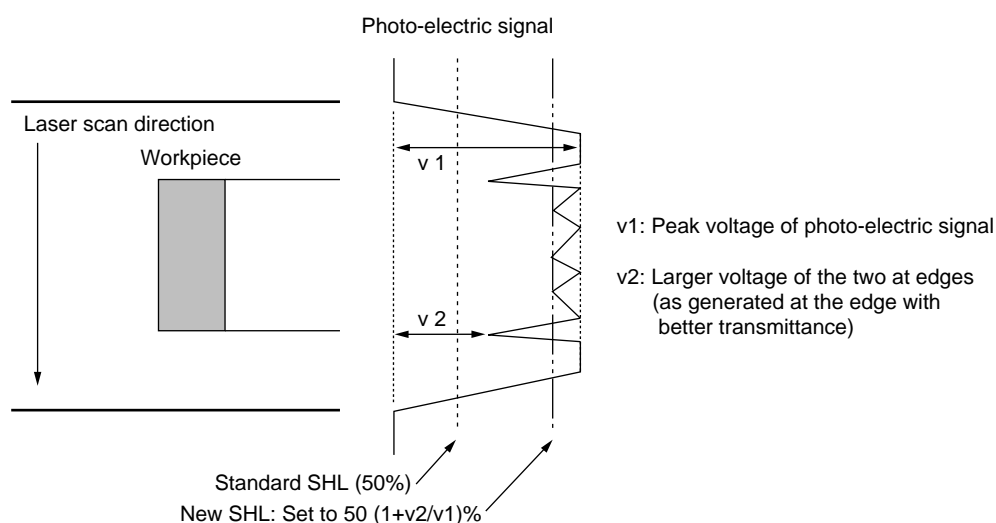 Photo-electric signal
Laser scan direction
Workpiece
v 1
v1: Peak voltage of photo-electric signal
v2: Larger voltage of the two at edges
(as generated at the edge with
better transmittance)
v 2
Standard SHL (50%)
New SHL: Set to 50 (1+v2/v1)%